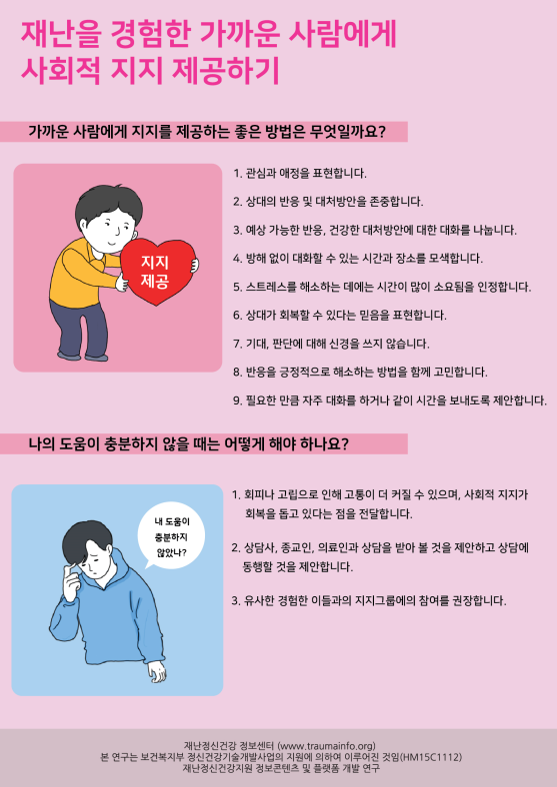 재난을 경험한 가까운 사람에게
사회적 지지 제공하기
가까운 사람에게 지지를 제공하는 좋은 방법은 무엇일까요?
지지
제공
1. 관심과 애정을 표현합니다.
2. 상대의 반응 및 대처방안을 존중합니다.
3. 예상 가능한 반응, 건강한 대처방안에 대한 대화를 나눕니다.
4. 방해 없이 대화할 수 있는 시간과 장소를 모색합니다.
5. 스트레스를 해소하는 데에는 시간이 많이 소요됨을 인정합니다.
6. 상대가 회복할 수 있다는 믿음을 표현합니다.
7. 기대, 판단에 대해 신경을 쓰지 않습니다.
8. 반응을 긍정적으로 해소하는 방법을 함께 고민합니다.
9. 필요한 만큼 자주 대화를 하거나 같이 시간을 보내도록 제안합니다.
나의 도움이 충분하지 않을 때는 어떻게 해야 하나요?
내 도움이
충분하지
않았나?
1. 회피나 고립으로 인해 고통이 더 커질 수 있으며, 사회적 지지가
회복을 돕고 있다는 점을 전달합니다.
2. 상담사, 종교인, 의료인과 상담을 받아 볼 것을 제안하고 상담에
동행할 것을 제안합니다.
3. 유사한 경험한 이들과의 지지그룹에의 참여를 권장합니다.
재난정신건강 정보센터 (www.traumainfo.org)
본 연구는 보건복지부 정신건강기술개발사업의 지원에 의하여 이루어진 것임(HM15C1112)
재난정신건강지원 정보콘텐츠 및 플랫폼 개발 연구